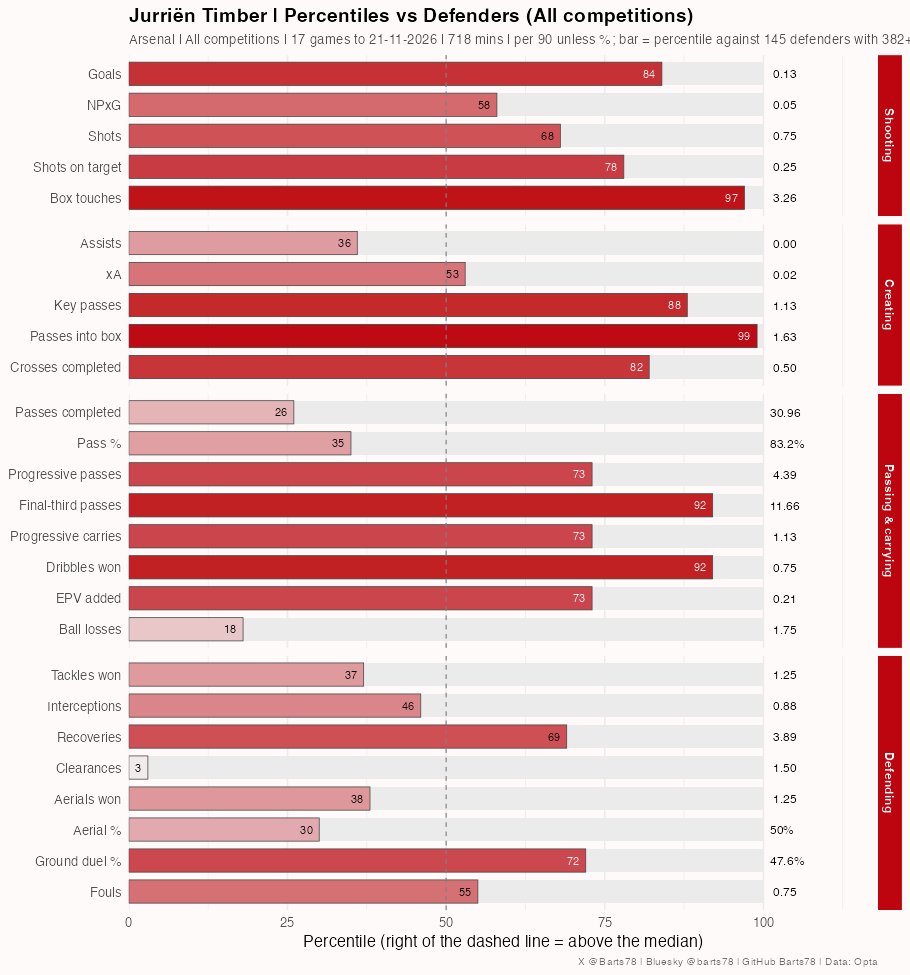 Jurriën Timber | Percentiles vs Defenders (All competitions)
Arsenal | All competitions | 17 games to 21-11-2026 | 718 mins | per 90 unless %; bar = percentile against 145 defenders with 382+
Goals 84 0.13
NPxG 58 0.05
Shots 68 0.75
Shots on target 78 0.25
Box touches 97 3.26
Shooting
Assists 36 0.00
xA 53 0.02
Key passes 88 1.13
Passes into box 99 1.63
Crosses completed 82 0.50
Creating
Passes completed 26 30.96
Pass % 35 83.2%
Progressive passes 73 4.39
Final-third passes 92 11.66
Progressive carries 73 1.13
Dribbles won 92 0.75
EPV added 73 0.21
Ball losses 18 1.75
Passing & carrying
Tackles won 37 1.25
Interceptions 46 0.88
Recoveries 69 3.89
Clearances 3 1.50
Aerials won 38 1.25
Aerial % 30 50%
Ground duel % 72 47.6%
Fouls 55 0.75
Defending
0 25 50 75 100
Percentile (right of the dashed line = above the median)
X @Barts78 | Bluesky @barts78 | GitHub Barts78 | Data: Opta